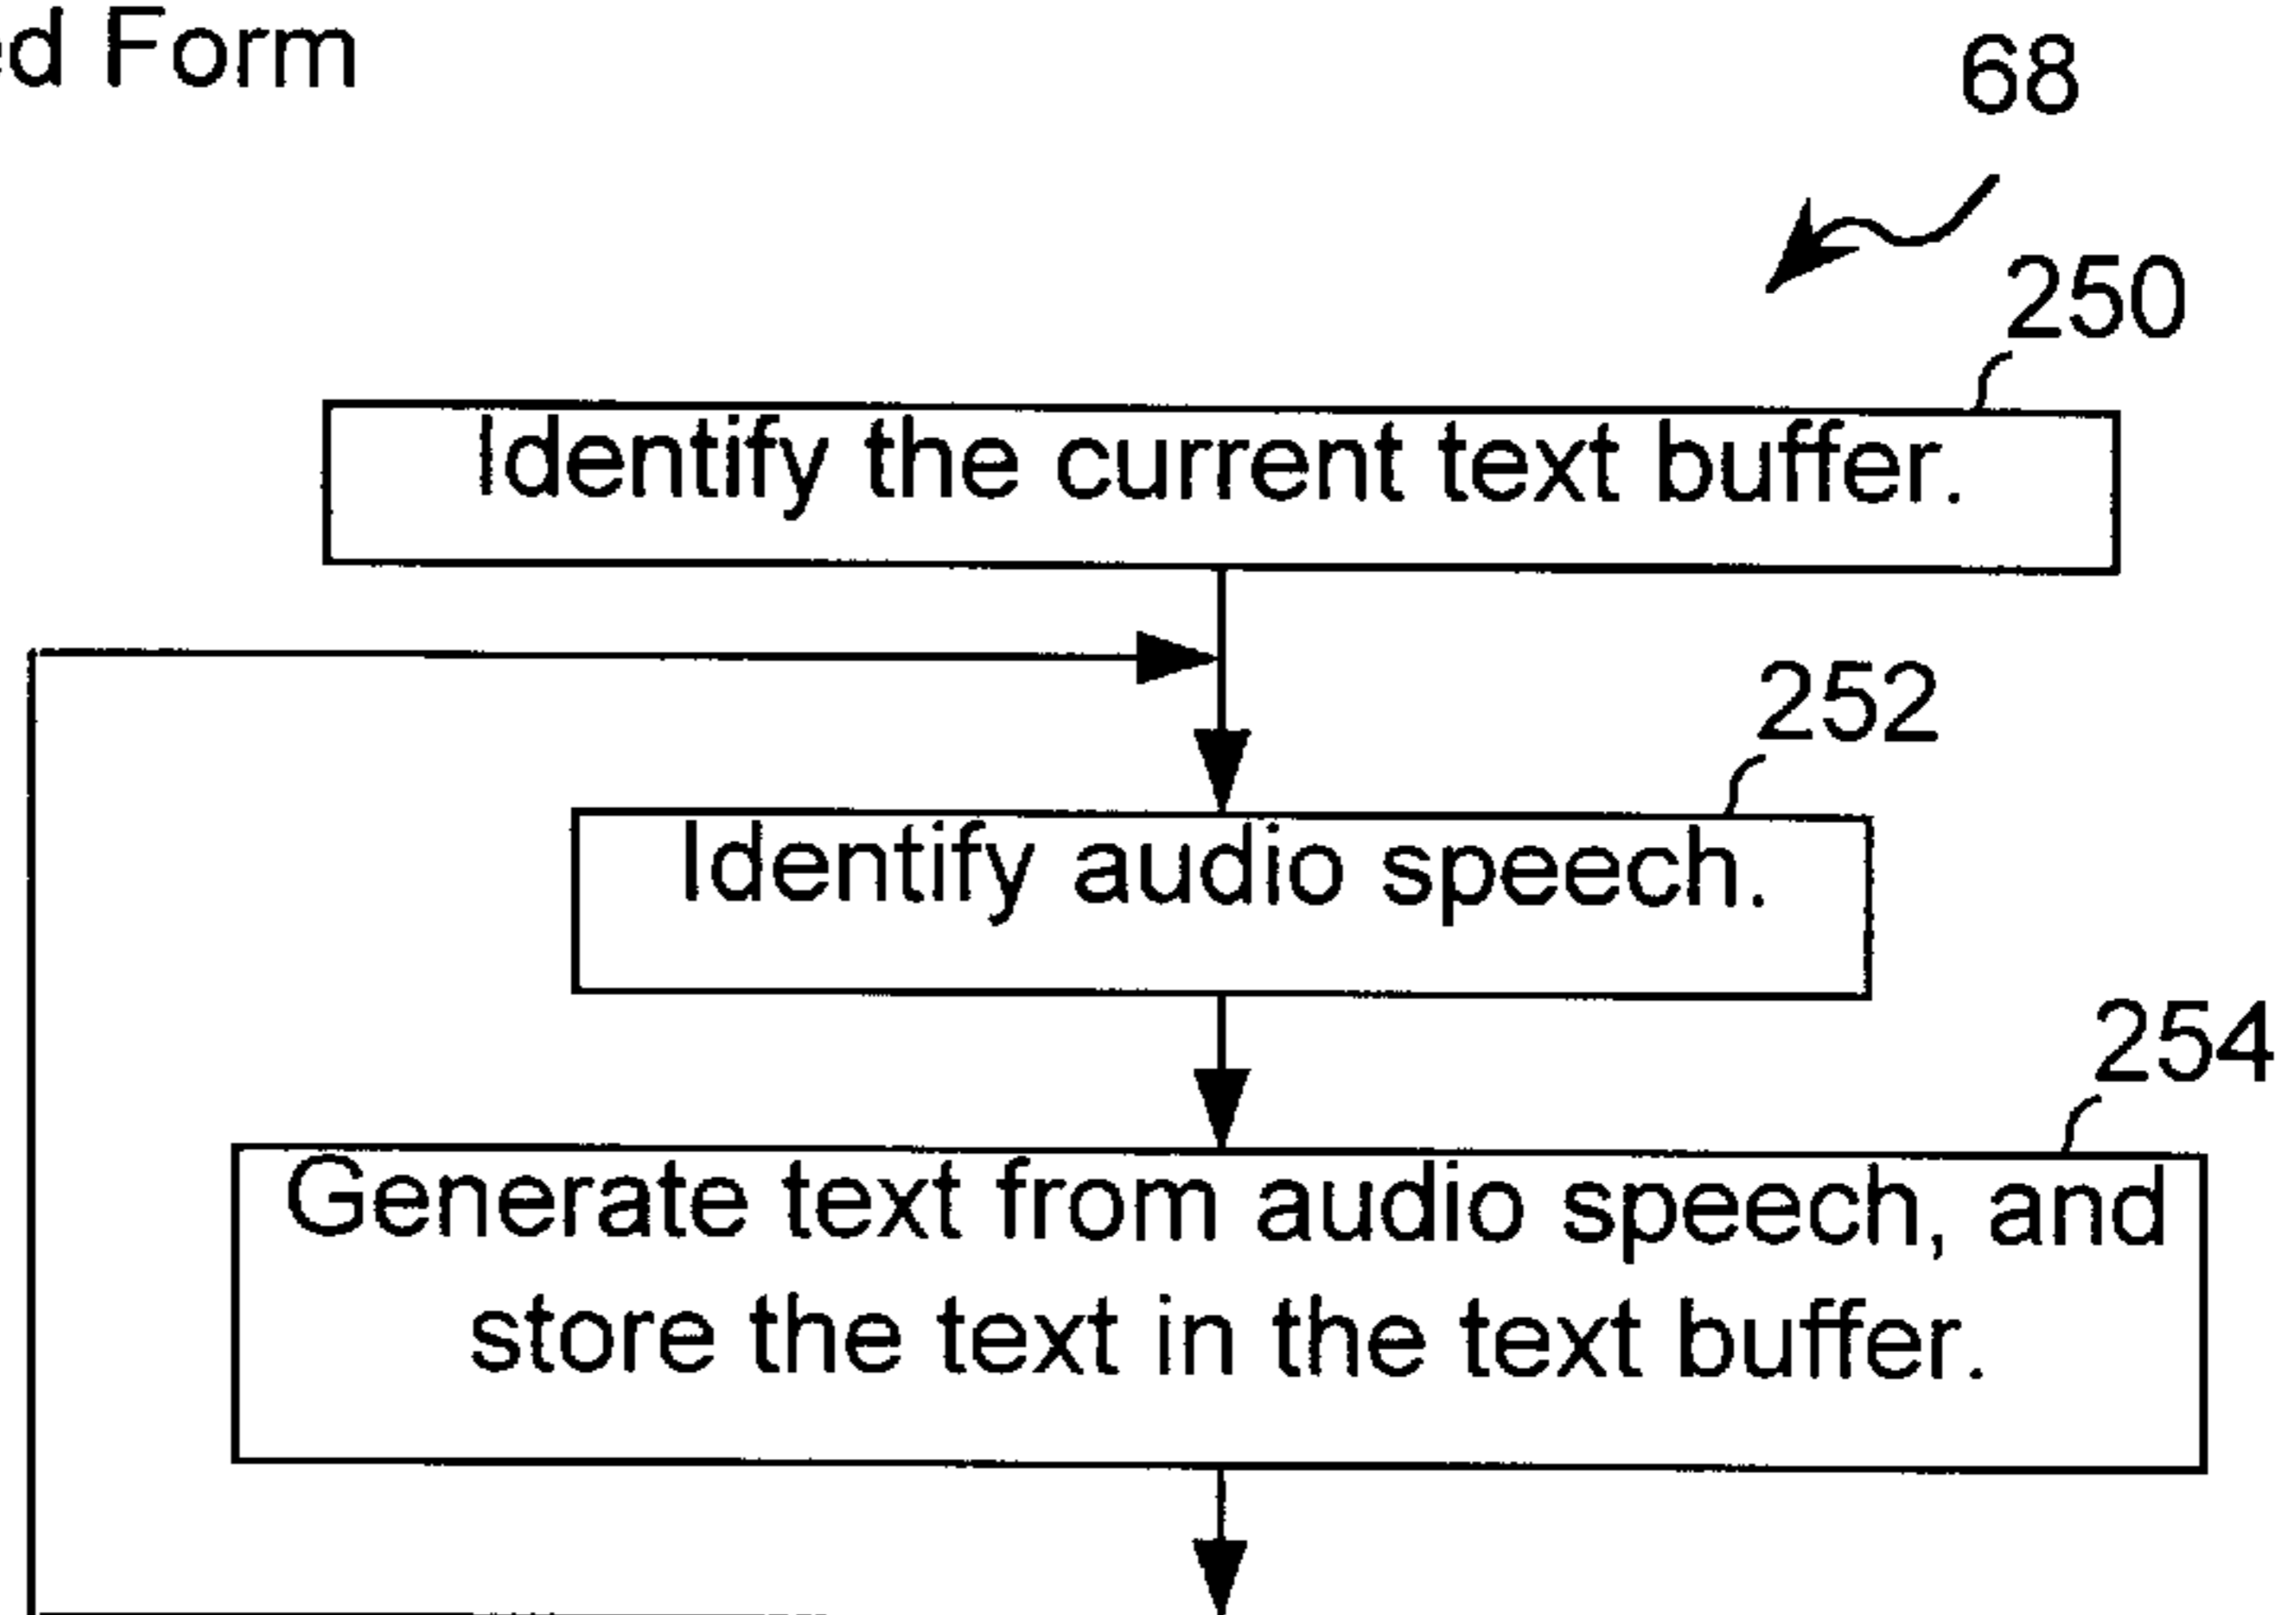 Form
68
250
Identify the current text buffer.
252
Identify audio speech.
254
Generate text from audio speech, and
store the text in the text buffer.